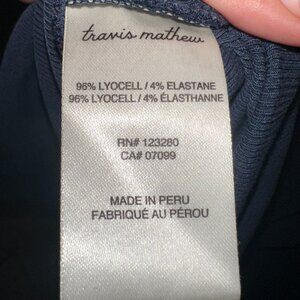 travis mathew
96% LYOCELL / 4% ELASTANE
96% LYOCELL / 4% ÉLASTHANNE
RN# 123280
CA# 07099
MADE IN PERU
FABRIQUÉ AU PÉROU